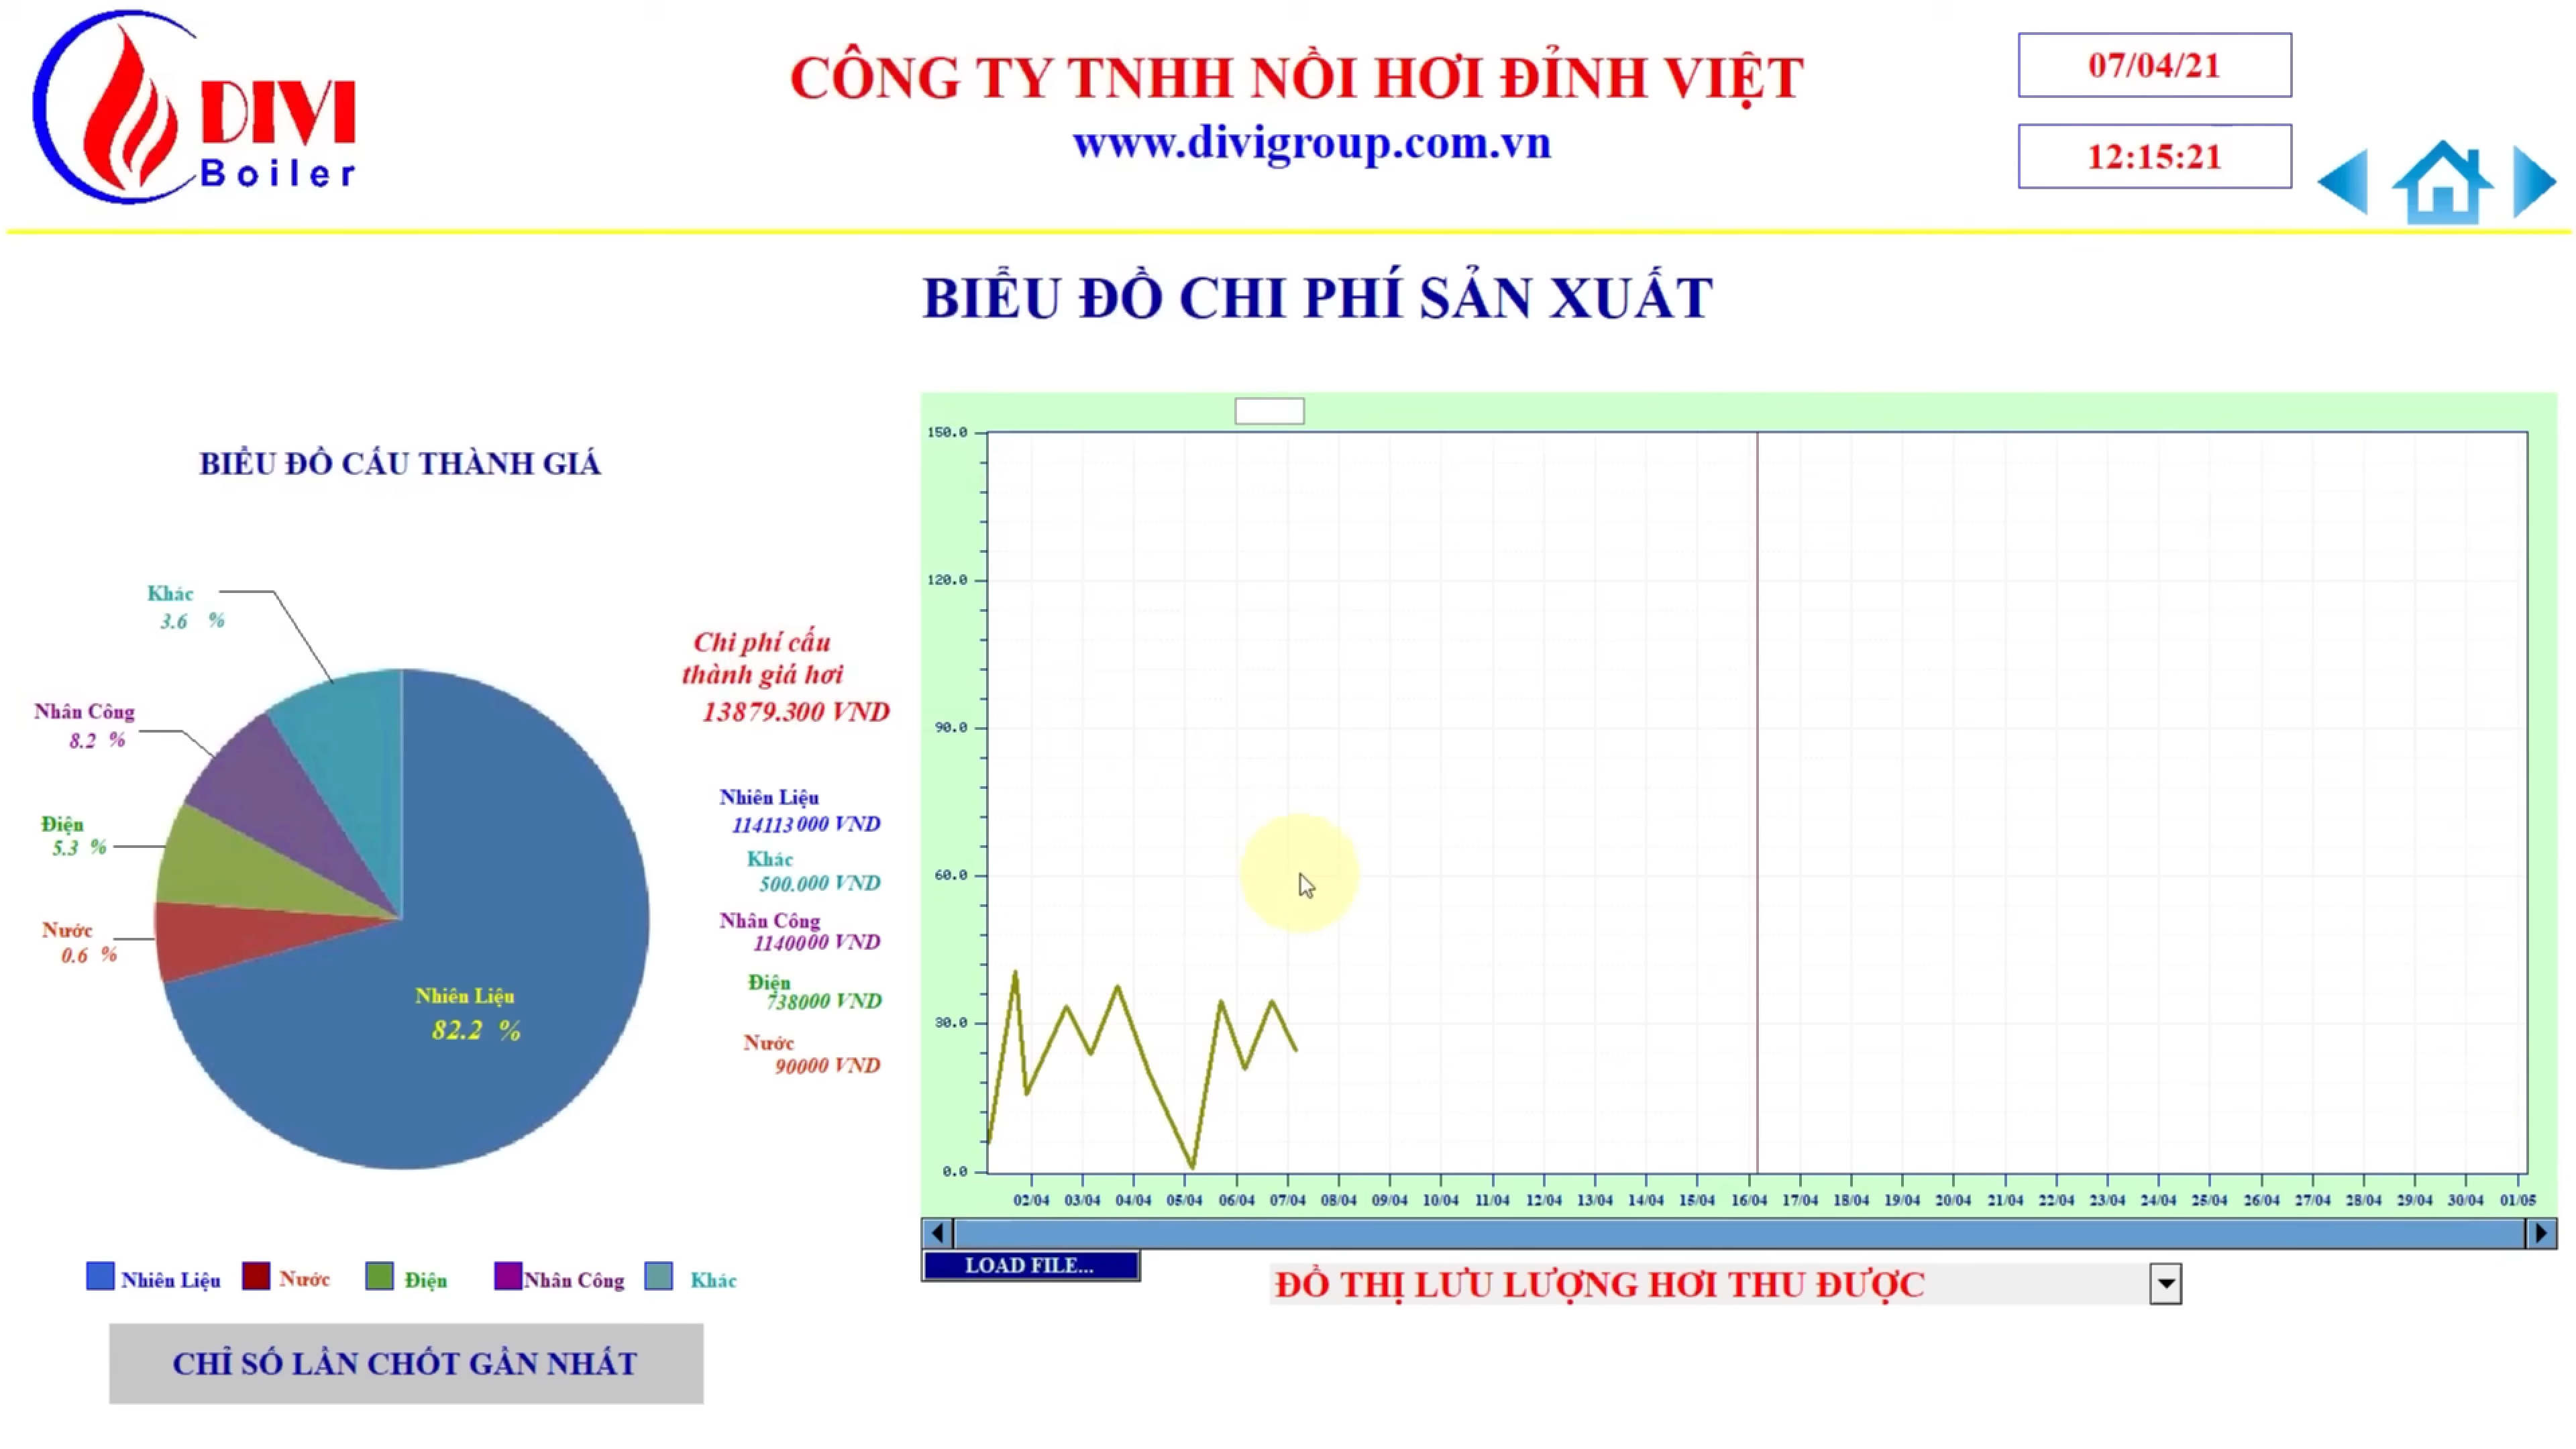 DIVI
Boiler
CÔNG TY TNHH NỒI HƠI ĐỈNH VIỆT
www.divigroup.com.vn
07/04/21
12:15:21
BIỂU ĐỒ CHI PHÍ SẢN XUẤT
BIỂU ĐỒ CẤU THÀNH GIÁ
Khác
3.6 %
Nhân Công
8.2 %
Điện
5.3 %
Nước
0.6 %
Nhiên Liệu
82.2 %
Chi phí cấu
thành giá hơi
13879.300 VND
Nhiên Liệu
114113000 VND
Khác
500.000 VND
Nhân Công
1140000 VND
Điện
738000 VND
Nước
90000 VND
Nhiên Liệu Nước Điện Nhân Công Khác
CHỈ SỐ LẦN CHỐT GẦN NHẤT
150.0
120.0
90.0
60.0
30.0
0.0
02/04 03/04 04/04 05/04 06/04 07/04 08/04 09/04 10/04 11/04 12/04 13/04 14/04 15/04 16/04 17/04 18/04 19/04 20/04 21/04 22/04 23/04 24/04 25/04 26/04 27/04 28/04 29/04 30/04 01/05
LOAD FILE...
ĐỒ THỊ LƯU LƯỢNG HƠI THU ĐƯỢC